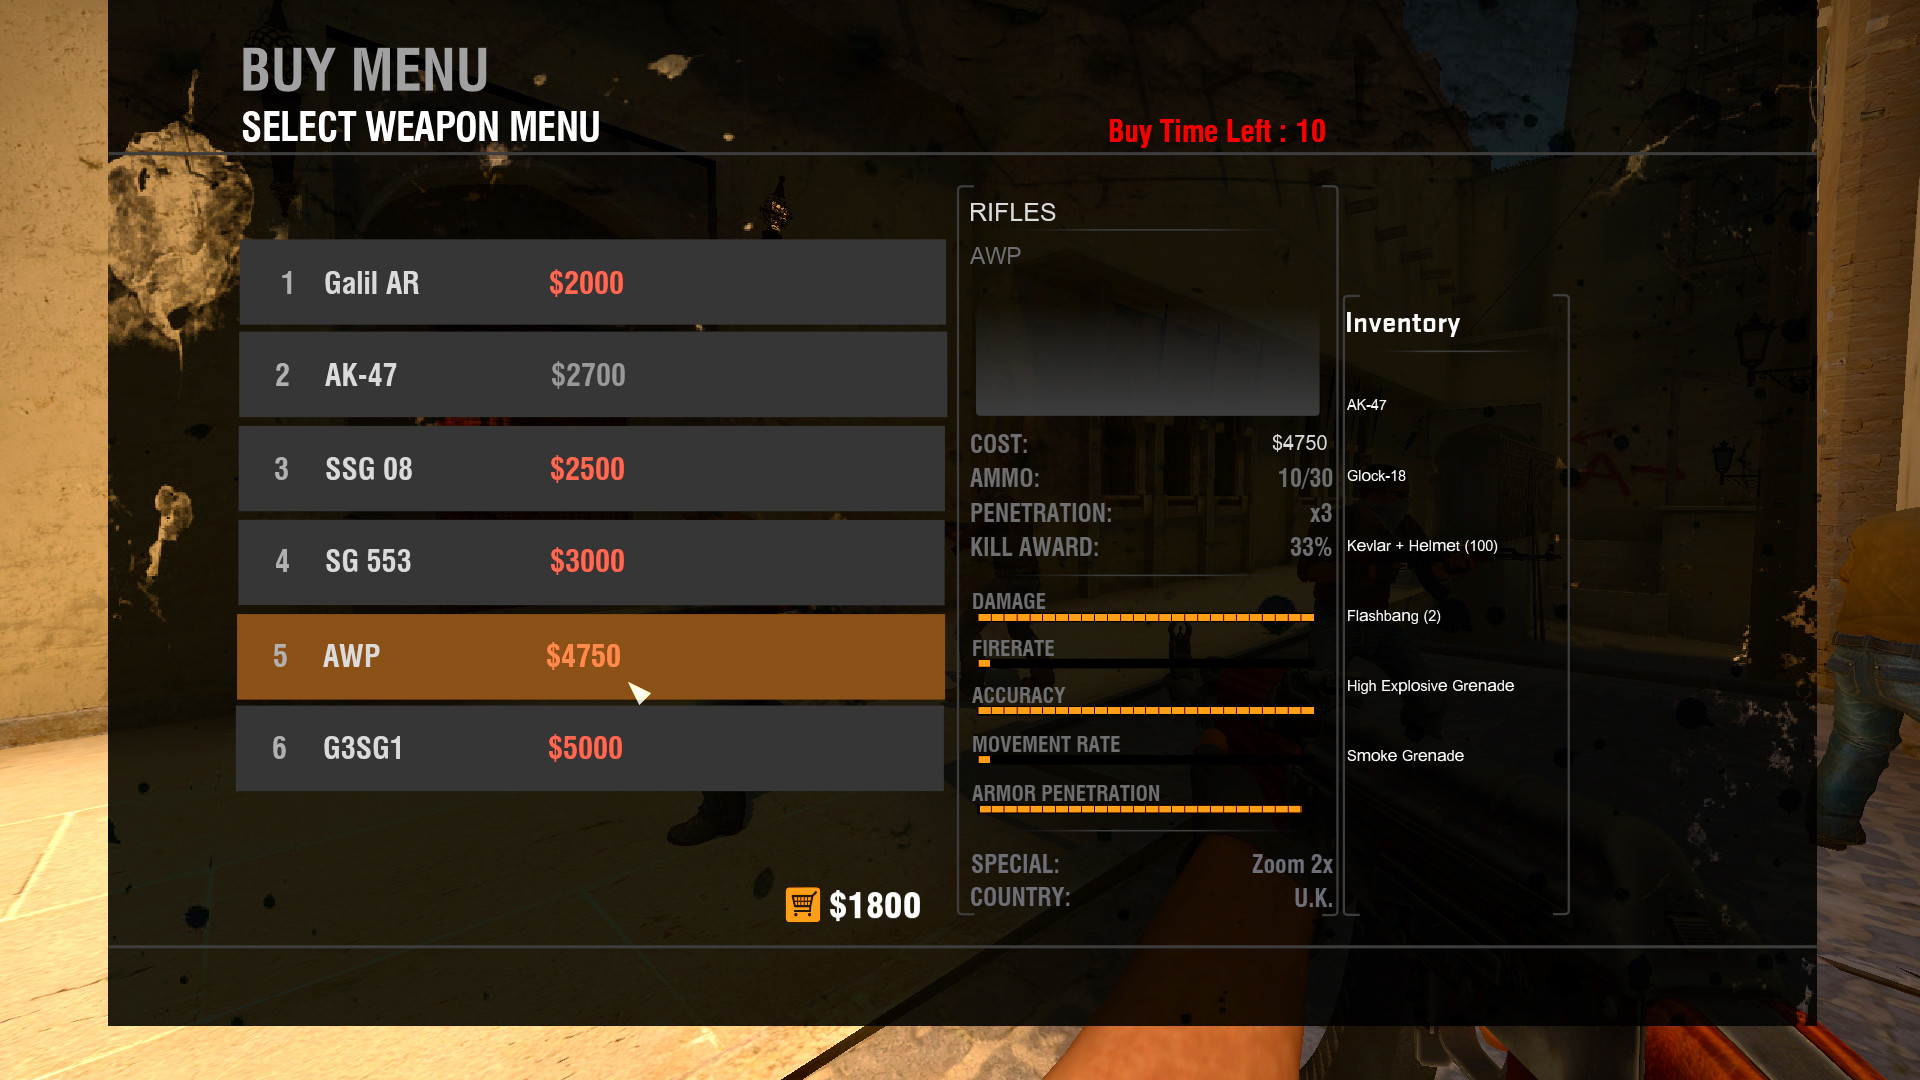 BUY MENU
SELECT WEAPON MENU
Buy Time Left : 10
1 Galil AR $2000
2 AK-47 $2700
3 SSG 08 $2500
4 SG 553 $3000
5 AWP $4750
6 G3SG1 $5000
$1800
RIFLES
AWP
COST: $4750
AMMO: 10/30
PENETRATION: x3
KILL AWARD: 33%
DAMAGE
FIRERATE
ACCURACY
MOVEMENT RATE
ARMOR PENETRATION
SPECIAL: Zoom 2x
COUNTRY: U.K.
Inventory
AK-47
Glock-18
Kevlar + Helmet (100)
Flashbang (2)
High Explosive Grenade
Smoke Grenade